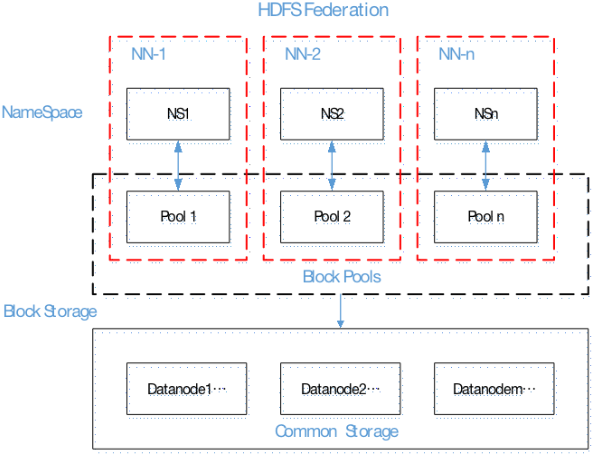 HDFS Federation
NN-1 NN-2 NN-n
NameSpace
NS1 NS2 NSn
Pool 1 Pool 2 Pool n
Block Pools
Block Storage
Datanode1… Datanode2… Datanodem…
Common Storage